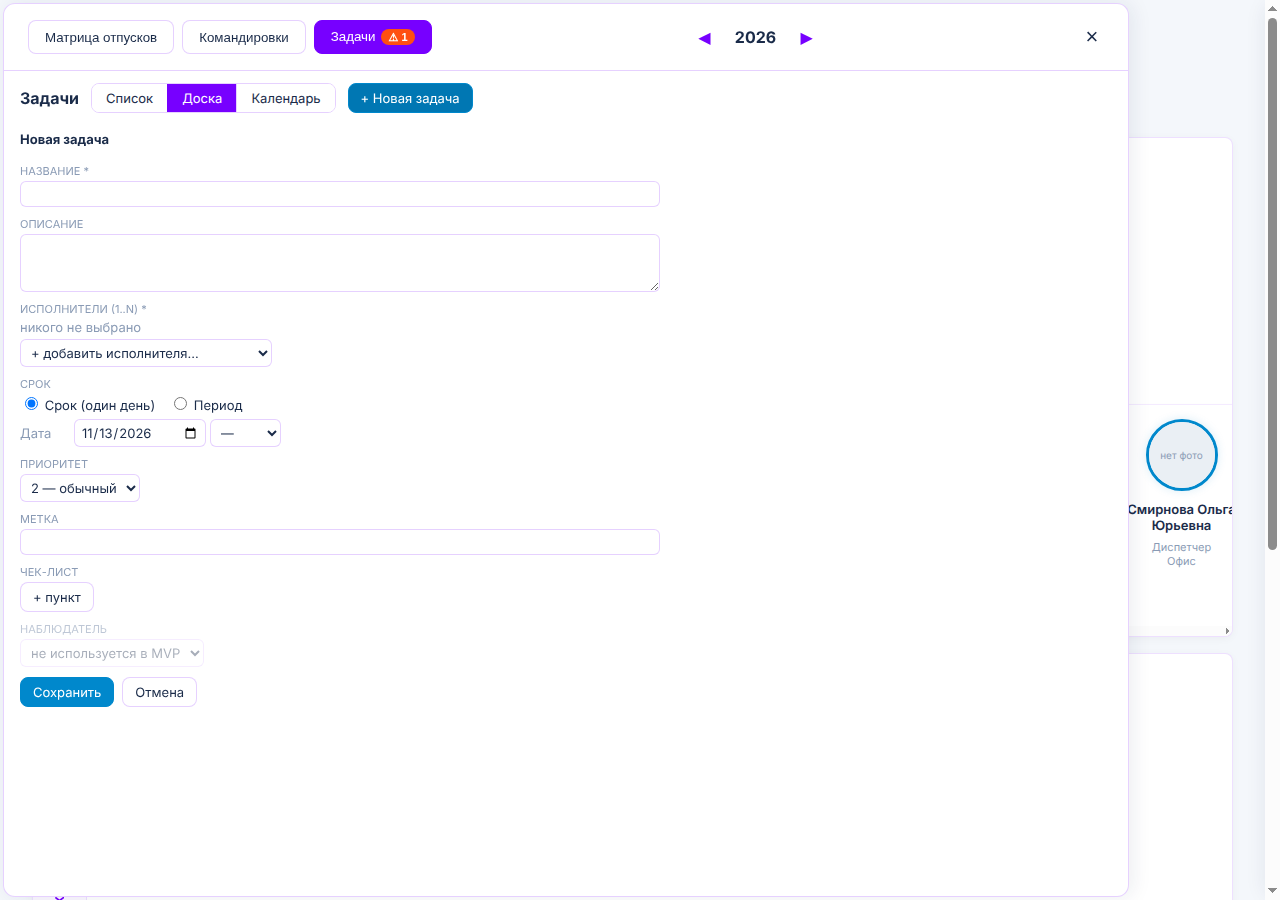 Матрица отпусков Командировки Задачи ⚠ 1 ◀ 2026 ▶ ×
Задачи Список Доска Календарь + Новая задача
Новая задача
НАЗВАНИЕ *
ОПИСАНИЕ
ИСПОЛНИТЕЛИ (1..N) *
никого не выбрано
+ добавить исполнителя...
СРОК
Срок (один день) Период
Дата 11/13/2026 —
ПРИОРИТЕТ
2 — обычный
МЕТКА
ЧЕК-ЛИСТ
+ пункт
НАБЛЮДАТЕЛЬ
не используется в MVP
Сохранить Отмена
нет фото
Смирнова Ольга
Юрьевна
Диспетчер
Офис